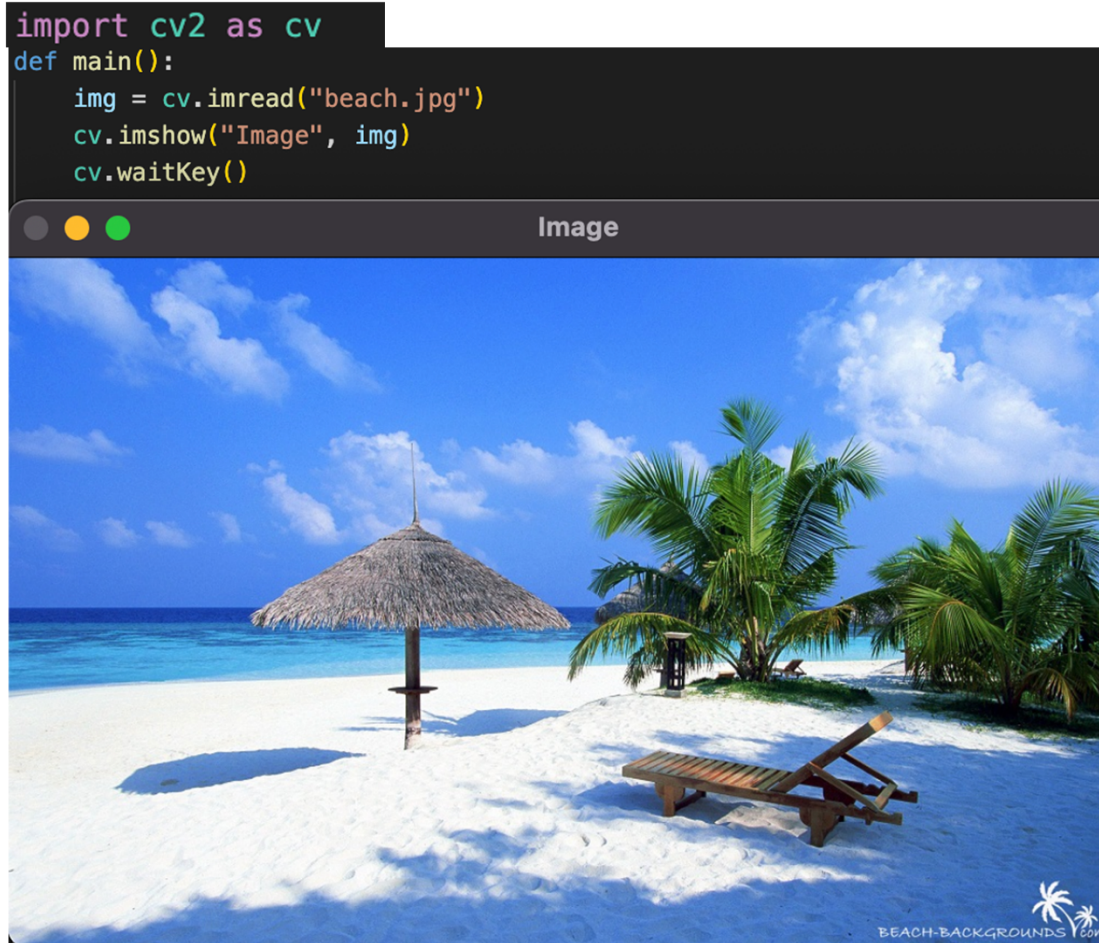 import cv2 as cv
def main():
    img = cv.imread("beach.jpg")
    cv.imshow("Image", img)
    cv.waitKey()
Image
BEACH-BACKGROUNDS.com